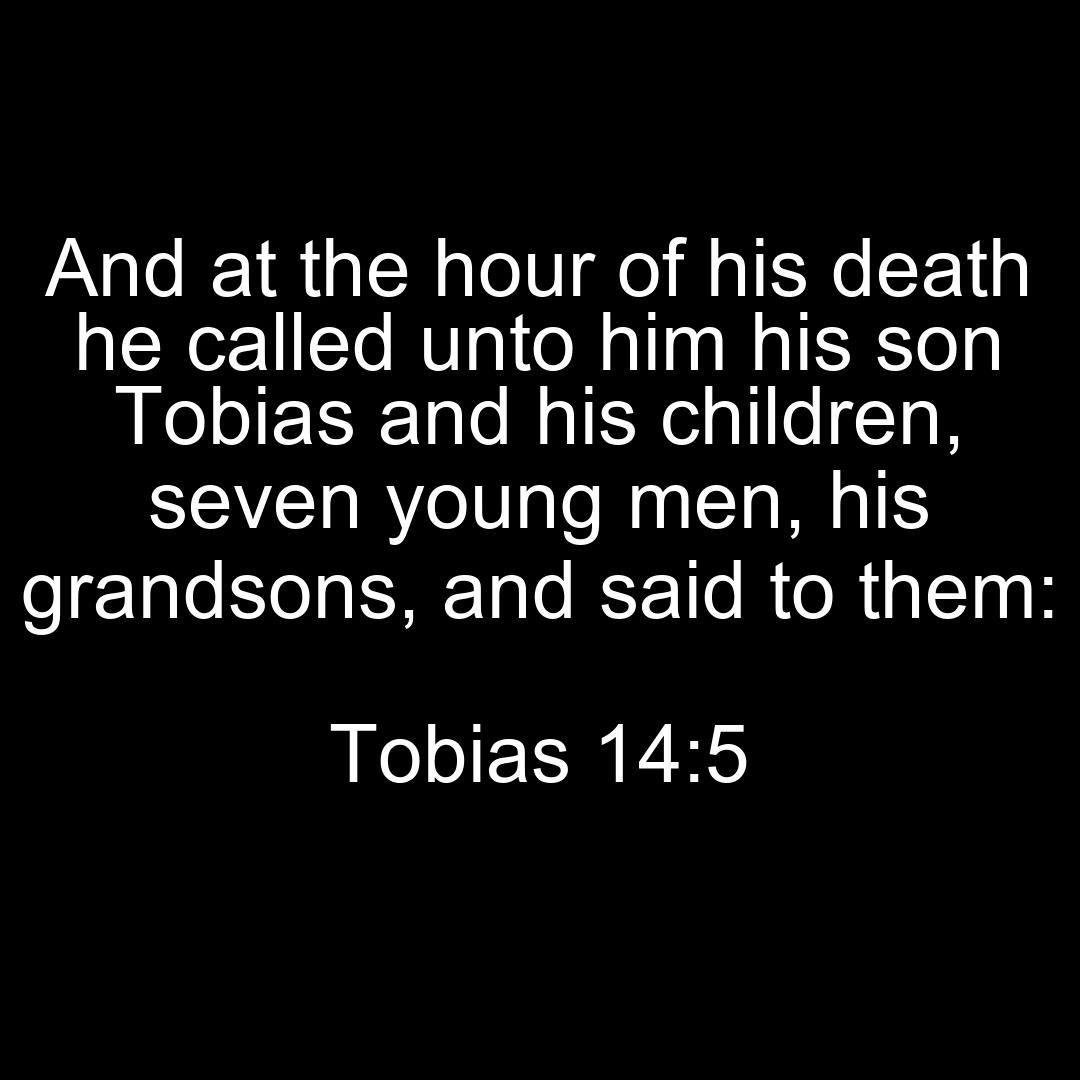 And at the hour of his death
he called unto him his son
Tobias and his children,
seven young men, his
grandsons, and said to them:
Tobias 14:5